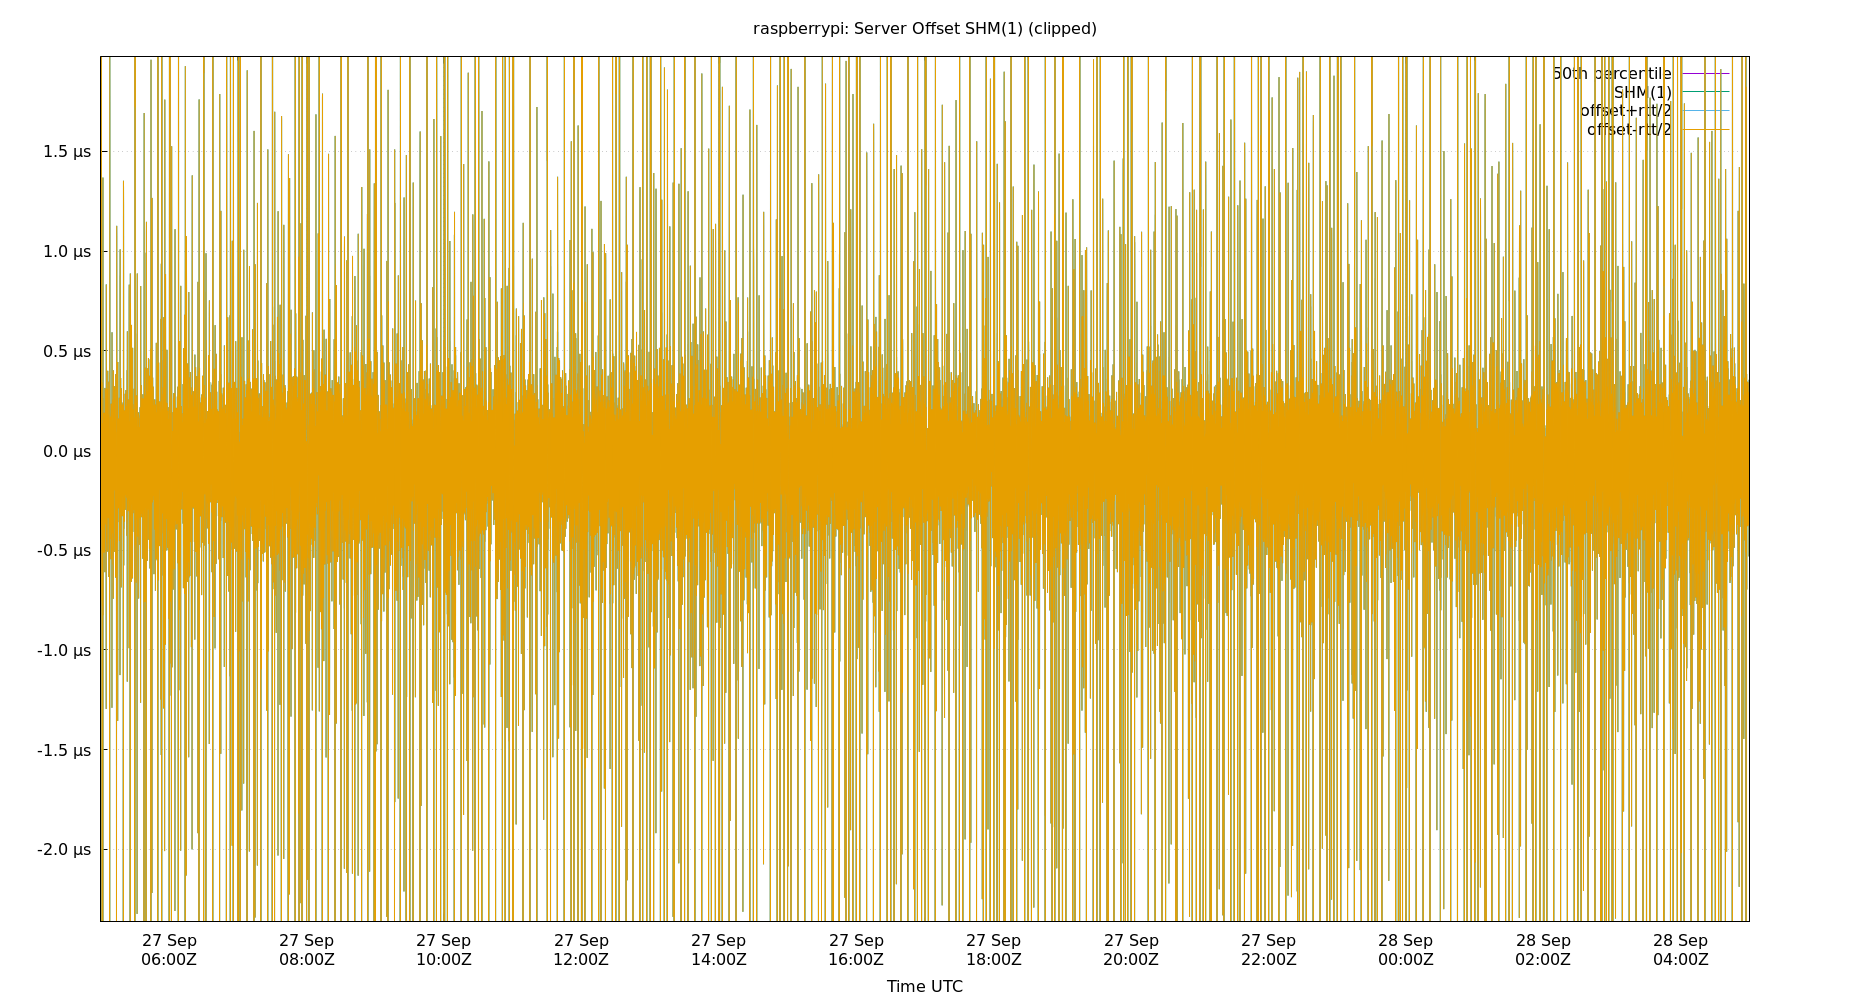 raspberrypi: Server Offset SHM(1) (clipped)
50th percentile
SHM(1)
offset+rtt/2
offset-rtt/2
1.5 µs
1.0 µs
0.5 µs
0.0 µs
-0.5 µs
-1.0 µs
-1.5 µs
-2.0 µs
27 Sep 27 Sep 27 Sep 27 Sep 27 Sep 27 Sep 27 Sep 27 Sep 27 Sep 28 Sep 28 Sep 28 Sep
06:00Z 08:00Z 10:00Z 12:00Z 14:00Z 16:00Z 18:00Z 20:00Z 22:00Z 00:00Z 02:00Z 04:00Z
Time UTC